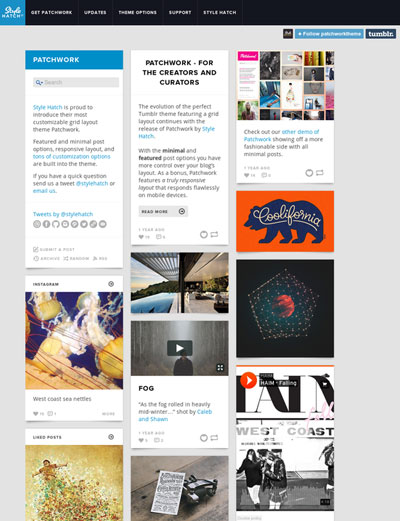 Style
HATCH
GET PATCHWORK
UPDATES
THEME OPTIONS
SUPPORT
STYLE HATCH
Follow patchworktheme
tumblr.
PATCHWORK
Search
Style Hatch is proud to
introduce their most
customizable grid layout
theme Patchwork.
Featured and minimal post
options, responsive layout, and
tons of customization options
are built into the theme.
If you have a quick question
send us a tweet @stylehatch or
email us.
Tweets by @stylehatch
SUBMIT A POST
ARCHIVE
RANDOM
RSS
INSTAGRAM
West coast sea nettles
MORE
LIKED POSTS
PATCHWORK - FOR
THE CREATORS AND
CURATORS
The evolution of the perfect
Tumblr theme featuring a grid
layout continues with the
release of Patchwork by Style
Hatch.
With the minimal and
featured post options you have
more control over your blog's
layout. As a bonus, Patchwork
features a truly responsive
layout that responds flawlessly
on mobile devices.
READ MORE
1 YEAR AGO
FOG
"As the fog rolled in heavily
mid-winter..." shot by Caleb
and Shawn
1 YEAR AGO
Check out our other demo of
Patchwork showing off a more
fashionable side with all
minimal posts.
1 YEAR AGO
Coolifornia
HAIM - Falling
WEST COAST